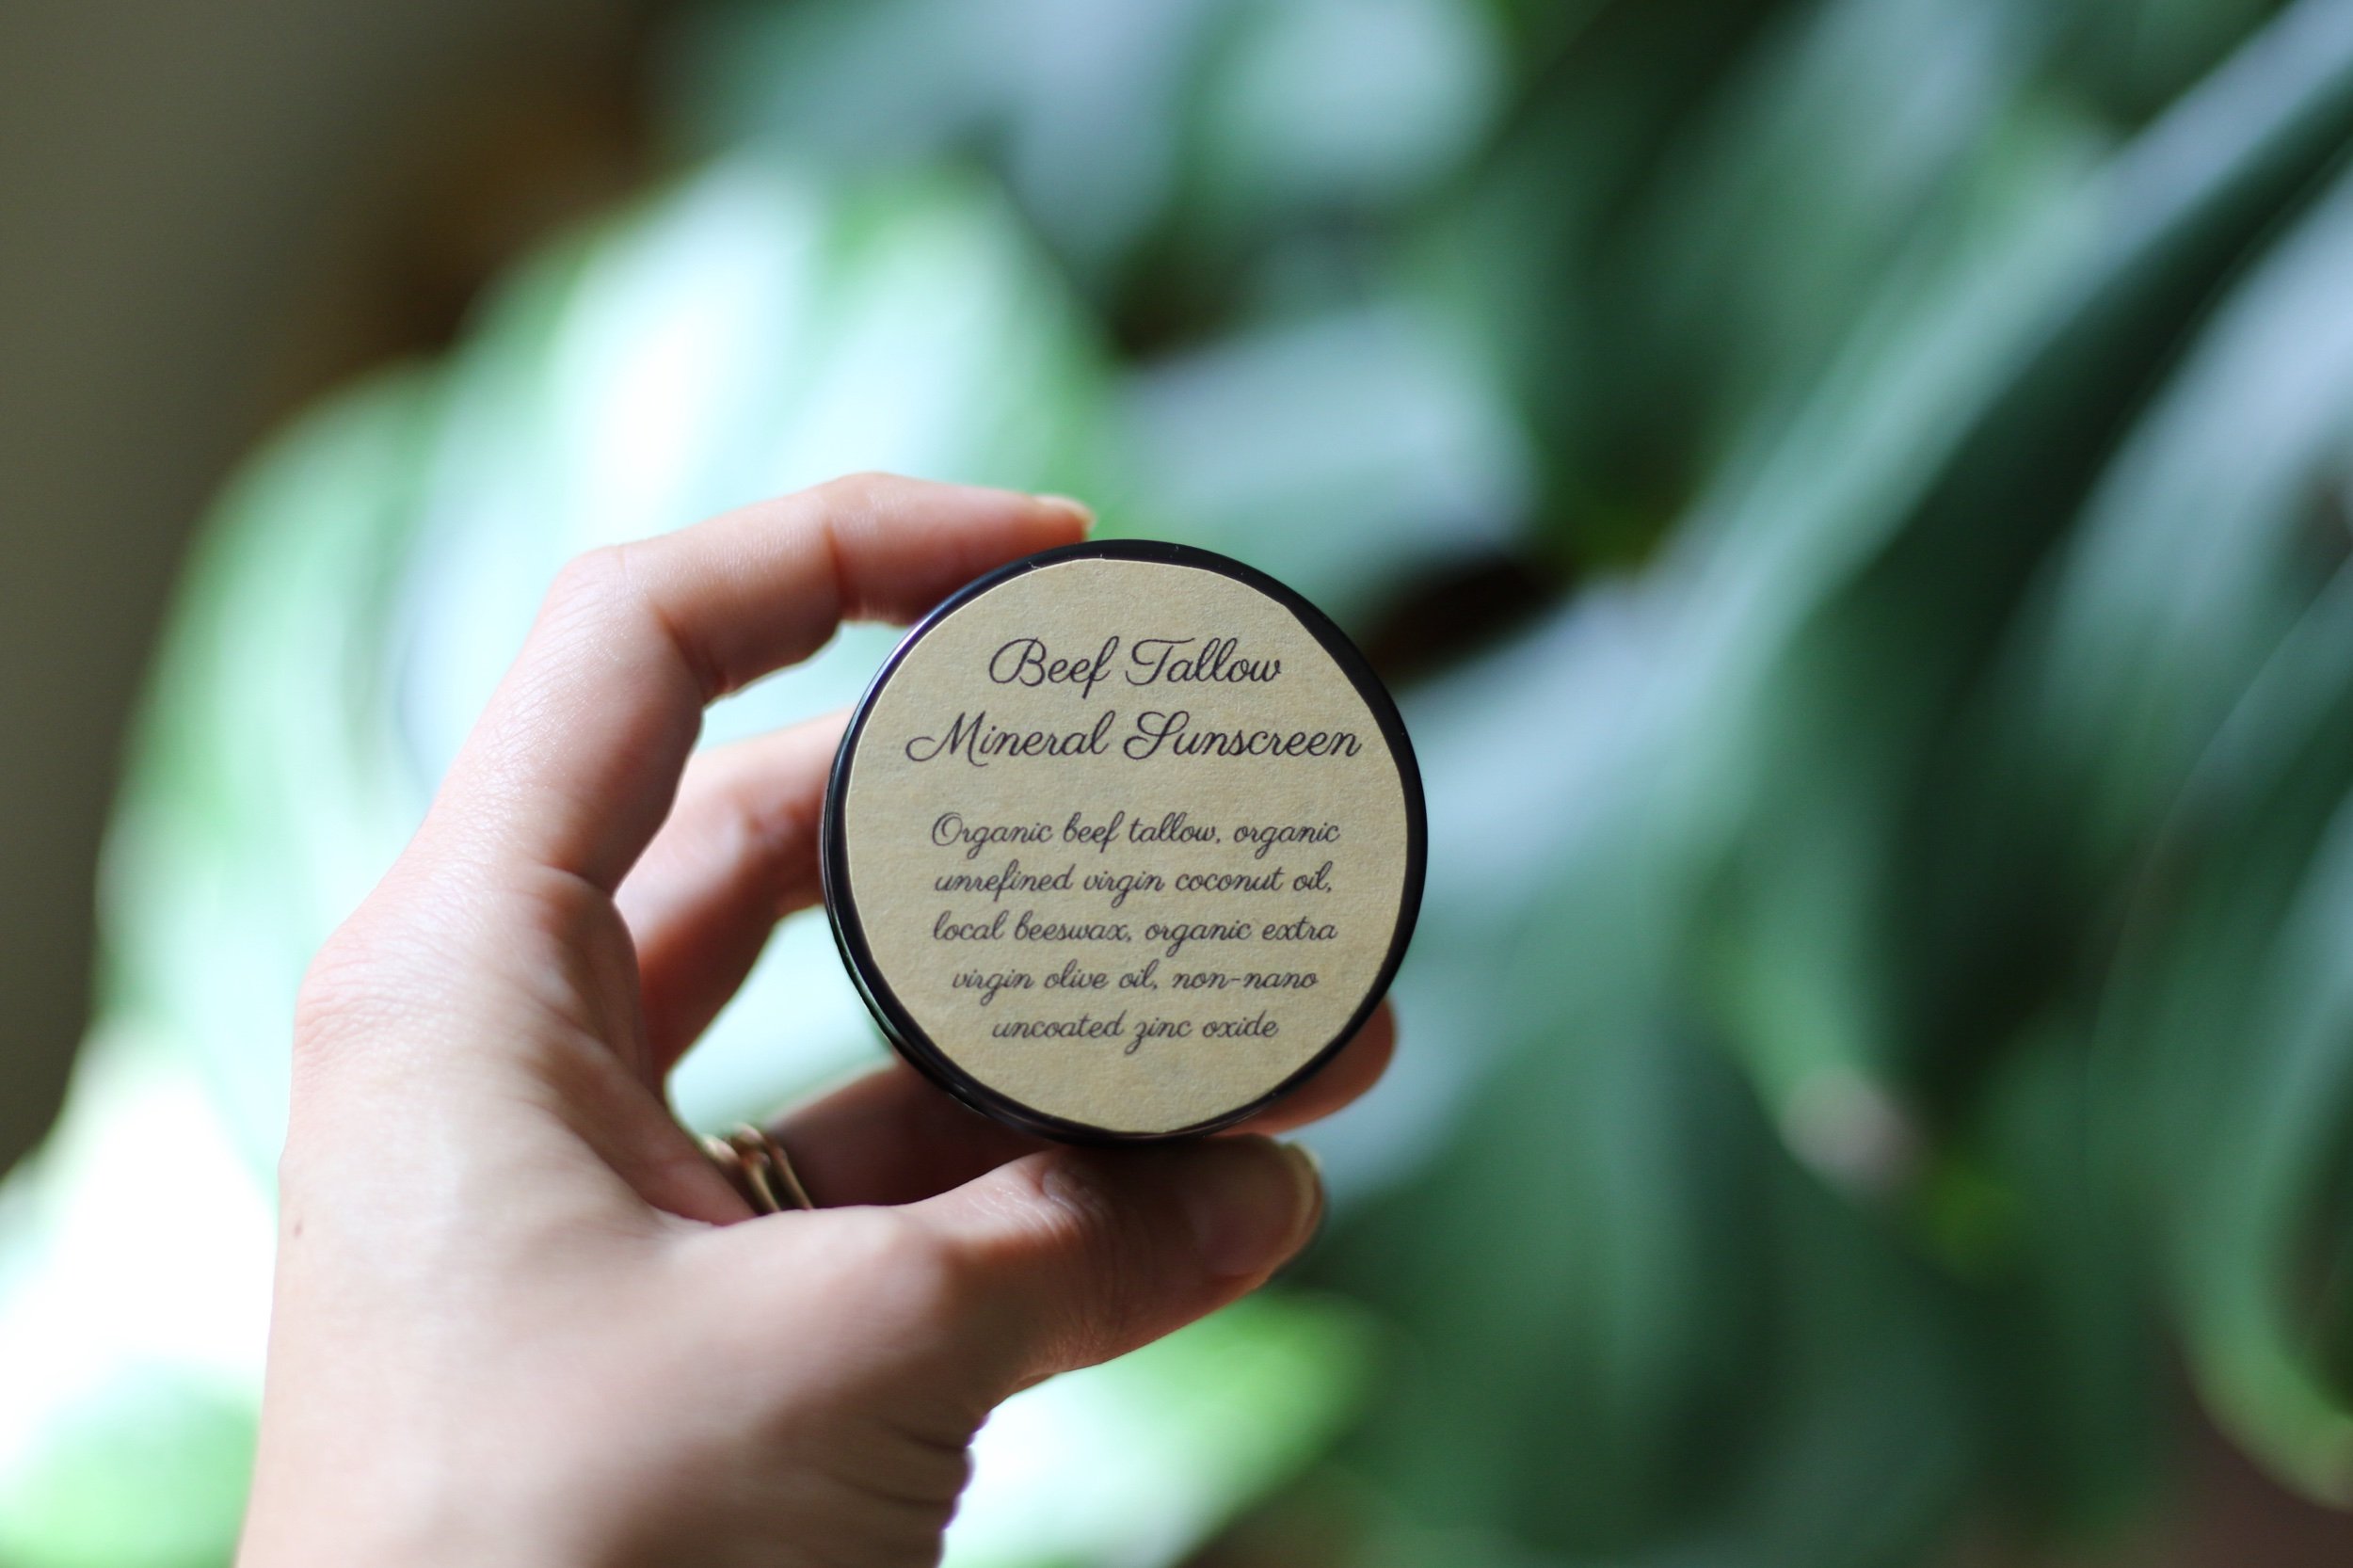 Beef Tallow
Mineral Sunscreen
Organic beef tallow, organic
unrefined virgin coconut oil,
local beeswax, organic extra
virgin olive oil, non-nano
uncoated zinc oxide